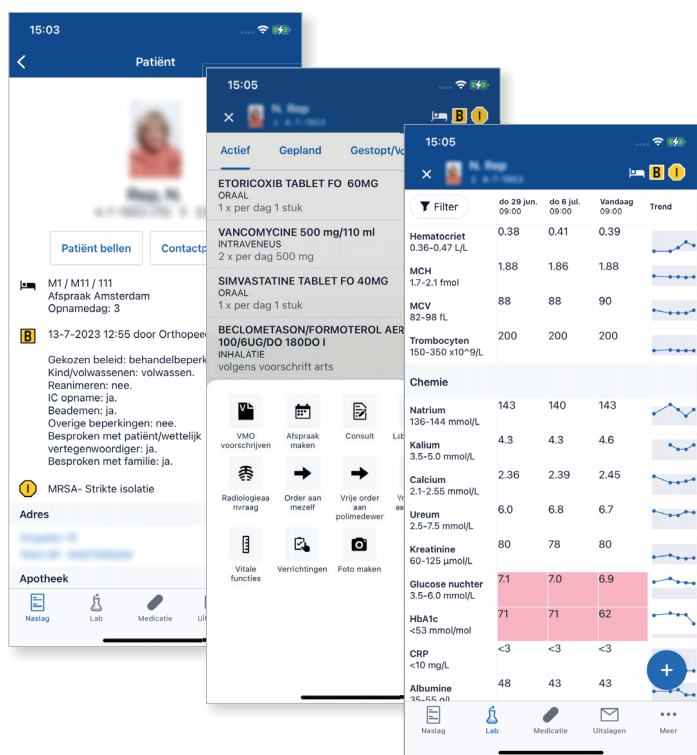 15:03
Patiënt
Patiënt bellen
Contactp
M1 / M11 / 111
Afspraak Amsterdam
Opnamedag: 3
B
13-7-2023 12:55 door Orthopee
Gekozen beleid: behandelbeperk
Kind/volwassenen: volwassen.
Reanimeren: nee.
IC opname: ja.
Beademen: ja.
Overige beperkingen: nee.
Besproken met patiënt/wettelijk
vertegenwoordiger: ja.
Besproken met familie: ja.
I
MRSA- Strikte isolatie
Adres
Apotheek
Naslag
Lab
Medicatie
Uit
15:05
N. Rep
B I
Actief
Gepland
Gestopt/Vo
ETORICOXIB TABLET FO 60MG
ORAAL
1 x per dag 1 stuk
VANCOMYCINE 500 mg/110 ml
INTRAVENEUS
2 x per dag 500 mg
SIMVASTATINE TABLET FO 40MG
ORAAL
1 x per dag 1 stuk
BECLOMETASON/FORMOTEROL AER
100/6UG/DO 180DO I
INHALATIE
volgens voorschrift arts
VMO
voorschrijven
Afspraak
maken
Consult
Lab
Radiologieaa
nvraag
Order aan
mezelf
Vrije order
aan
polimedewer
Vitale
functies
Verrichtingen
Foto maken
15:05
N. Rep
B I
Filter
do 29 jun.
09:00
do 6 jul.
09:00
Vandaag
09:00
Trend
Hematocriet 0.38 0.41 0.39
0.36-0.47 L/L
MCH 1.88 1.86 1.88
1.7-2.1 fmol
MCV 88 88 90
82-98 fL
Trombocyten 200 200 200
150-350 x10^9/L
Chemie
Natrium 143 140 143
136-144 mmol/L
Kalium 4.3 4.3 4.6
3.5-5.0 mmol/L
Calcium 2.36 2.39 2.45
2.1-2.55 mmol/L
Ureum 6.0 6.8 6.7
2.5-7.5 mmol/L
Kreatinine 80 78 80
60-125 µmol/L
Glucose nuchter 7.1 7.0 6.9
3.5-6.0 mmol/L
HbA1c 71 71 62
<53 mmol/mol
CRP <3 <3 <3
<10 mg/L
Albumine 48 43 43
35-55 g/l
+
Naslag
Lab
Medicatie
Uitslagen
Meer